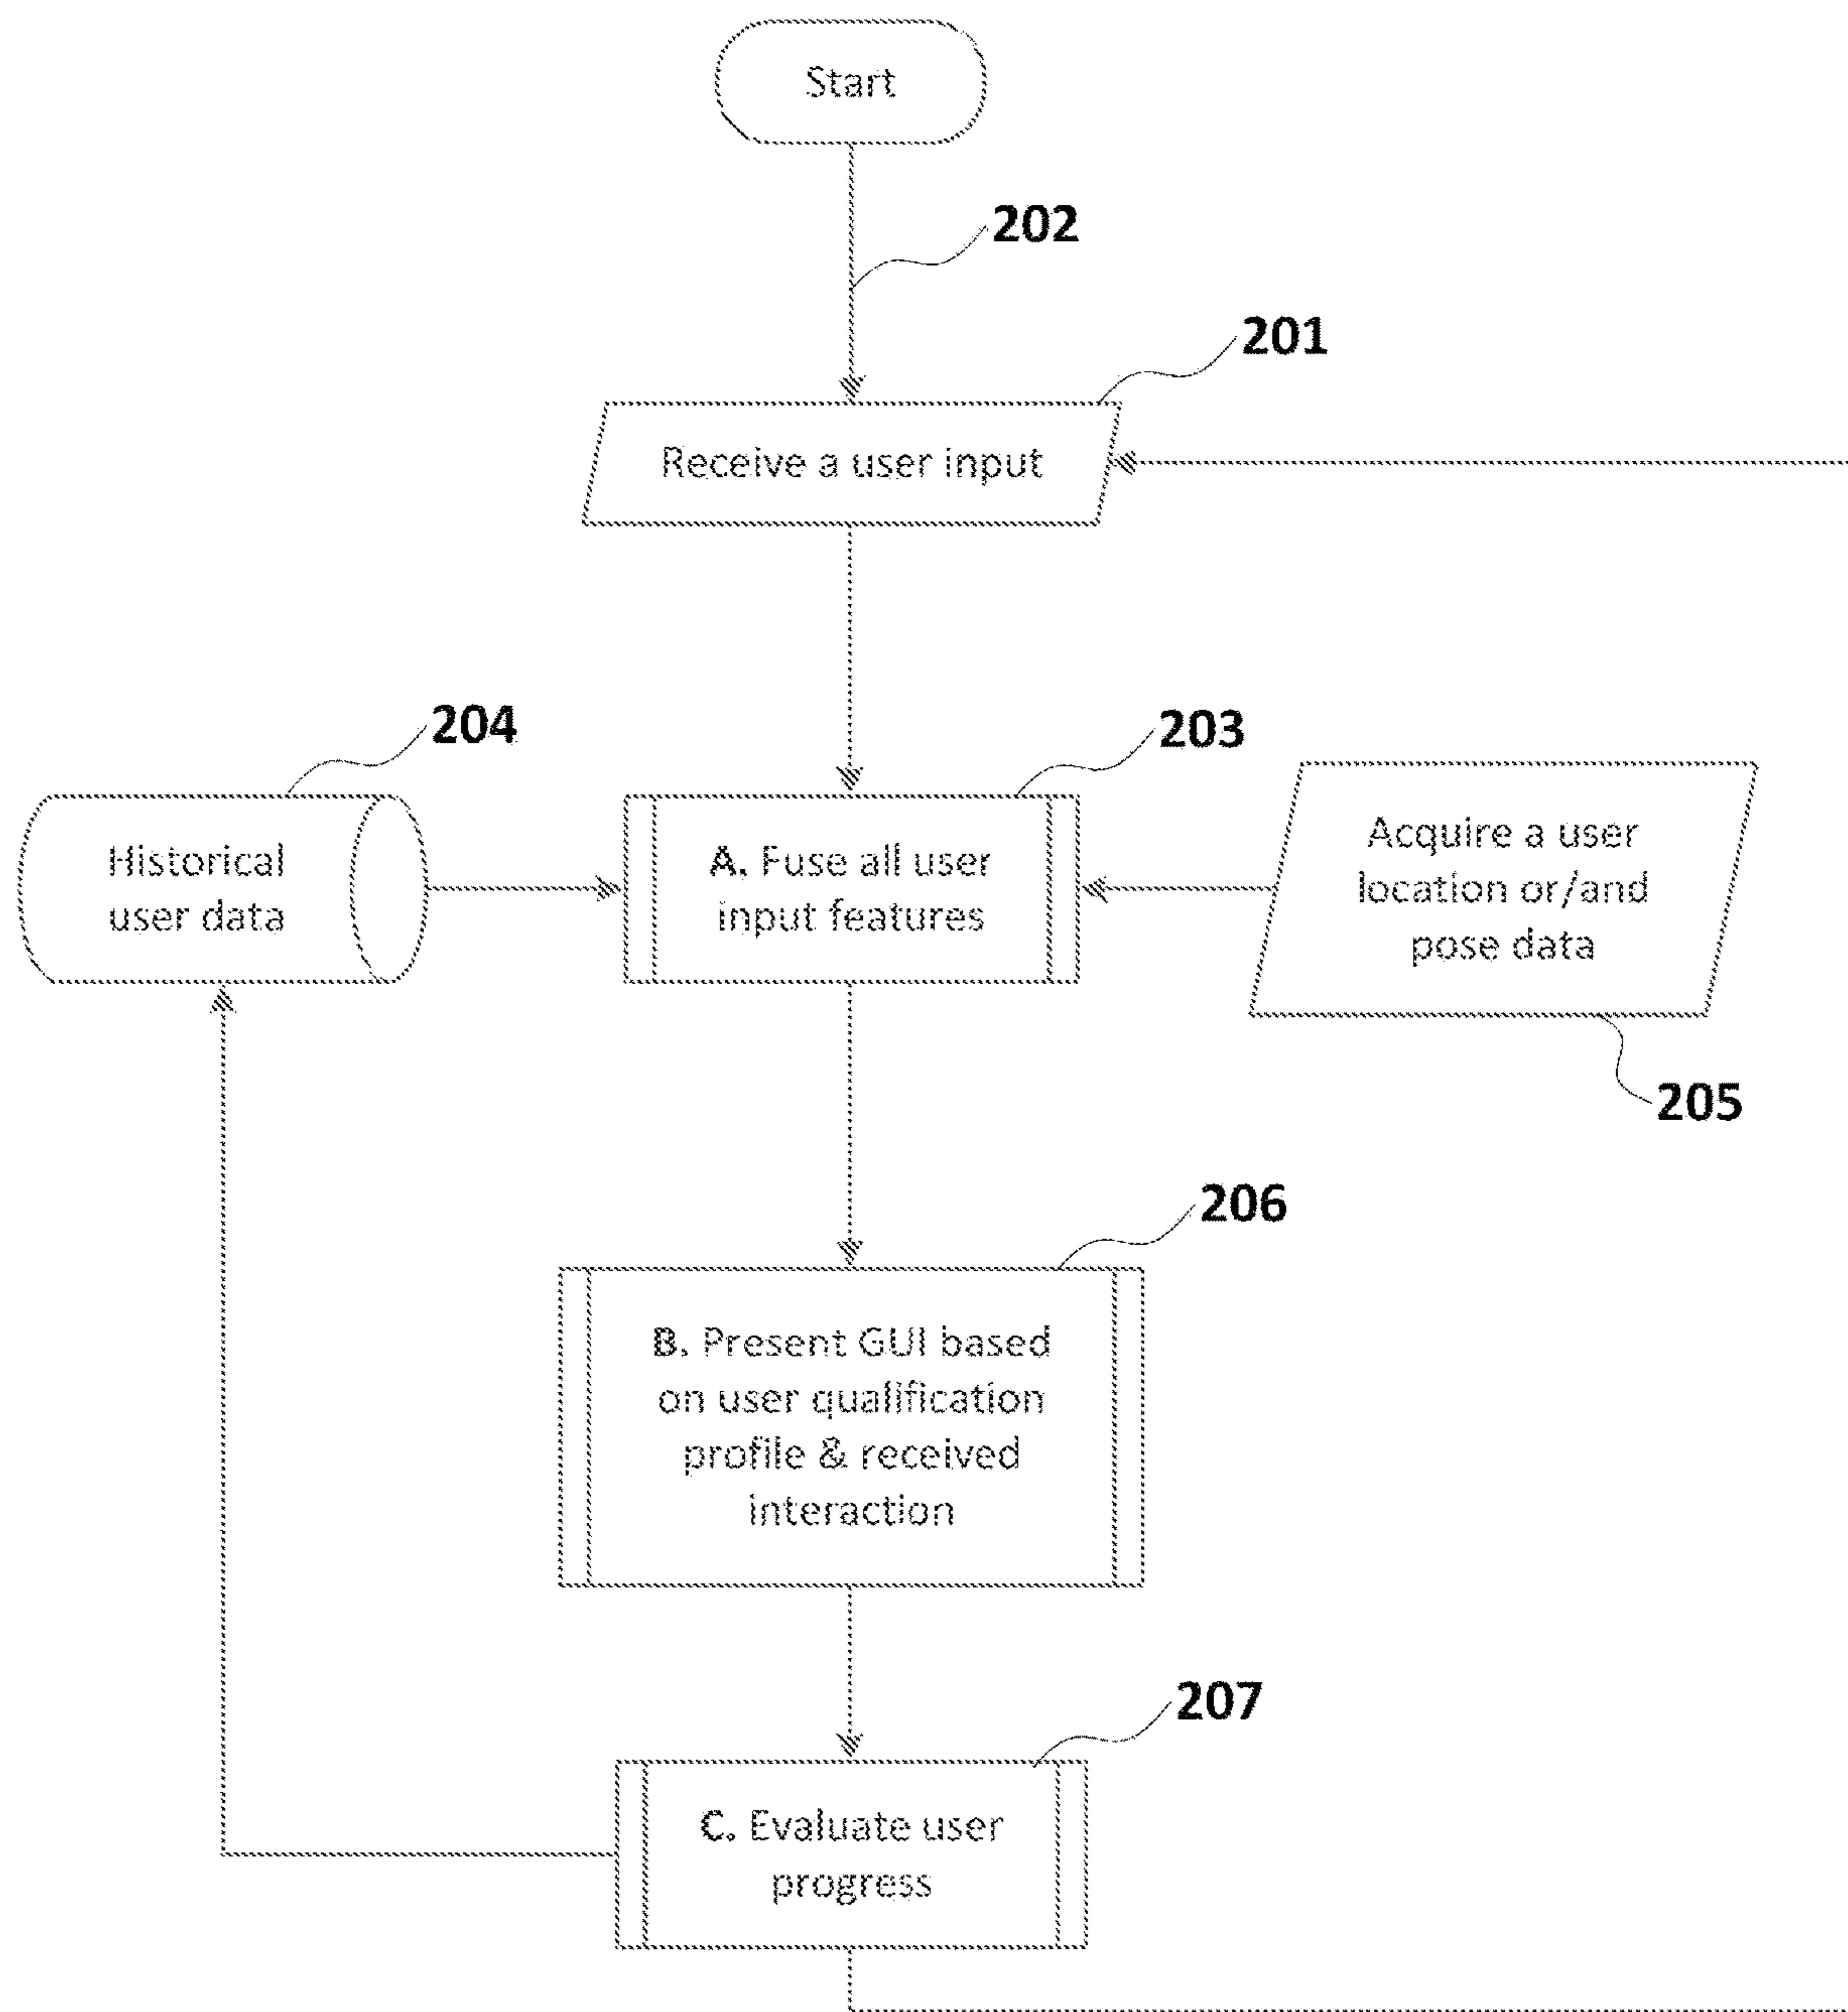 Start
202
201
Receive a user input
204
203
Historical
user data
A. Fuse all user
input features
Acquire a user
location or/and
pose data
205
206
B. Present GUI based
on user qualification
profile & received
interaction
207
C. Evaluate user
progress